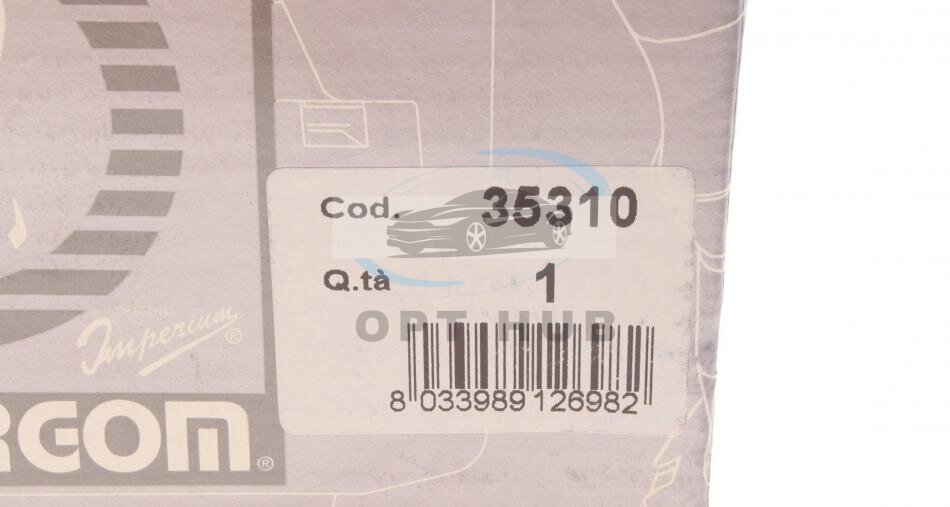 Cod. 35310
Q.tà 1
OPT HUB
8 033989 126982
ORIGINAL
Imperium ®
RGOM ®